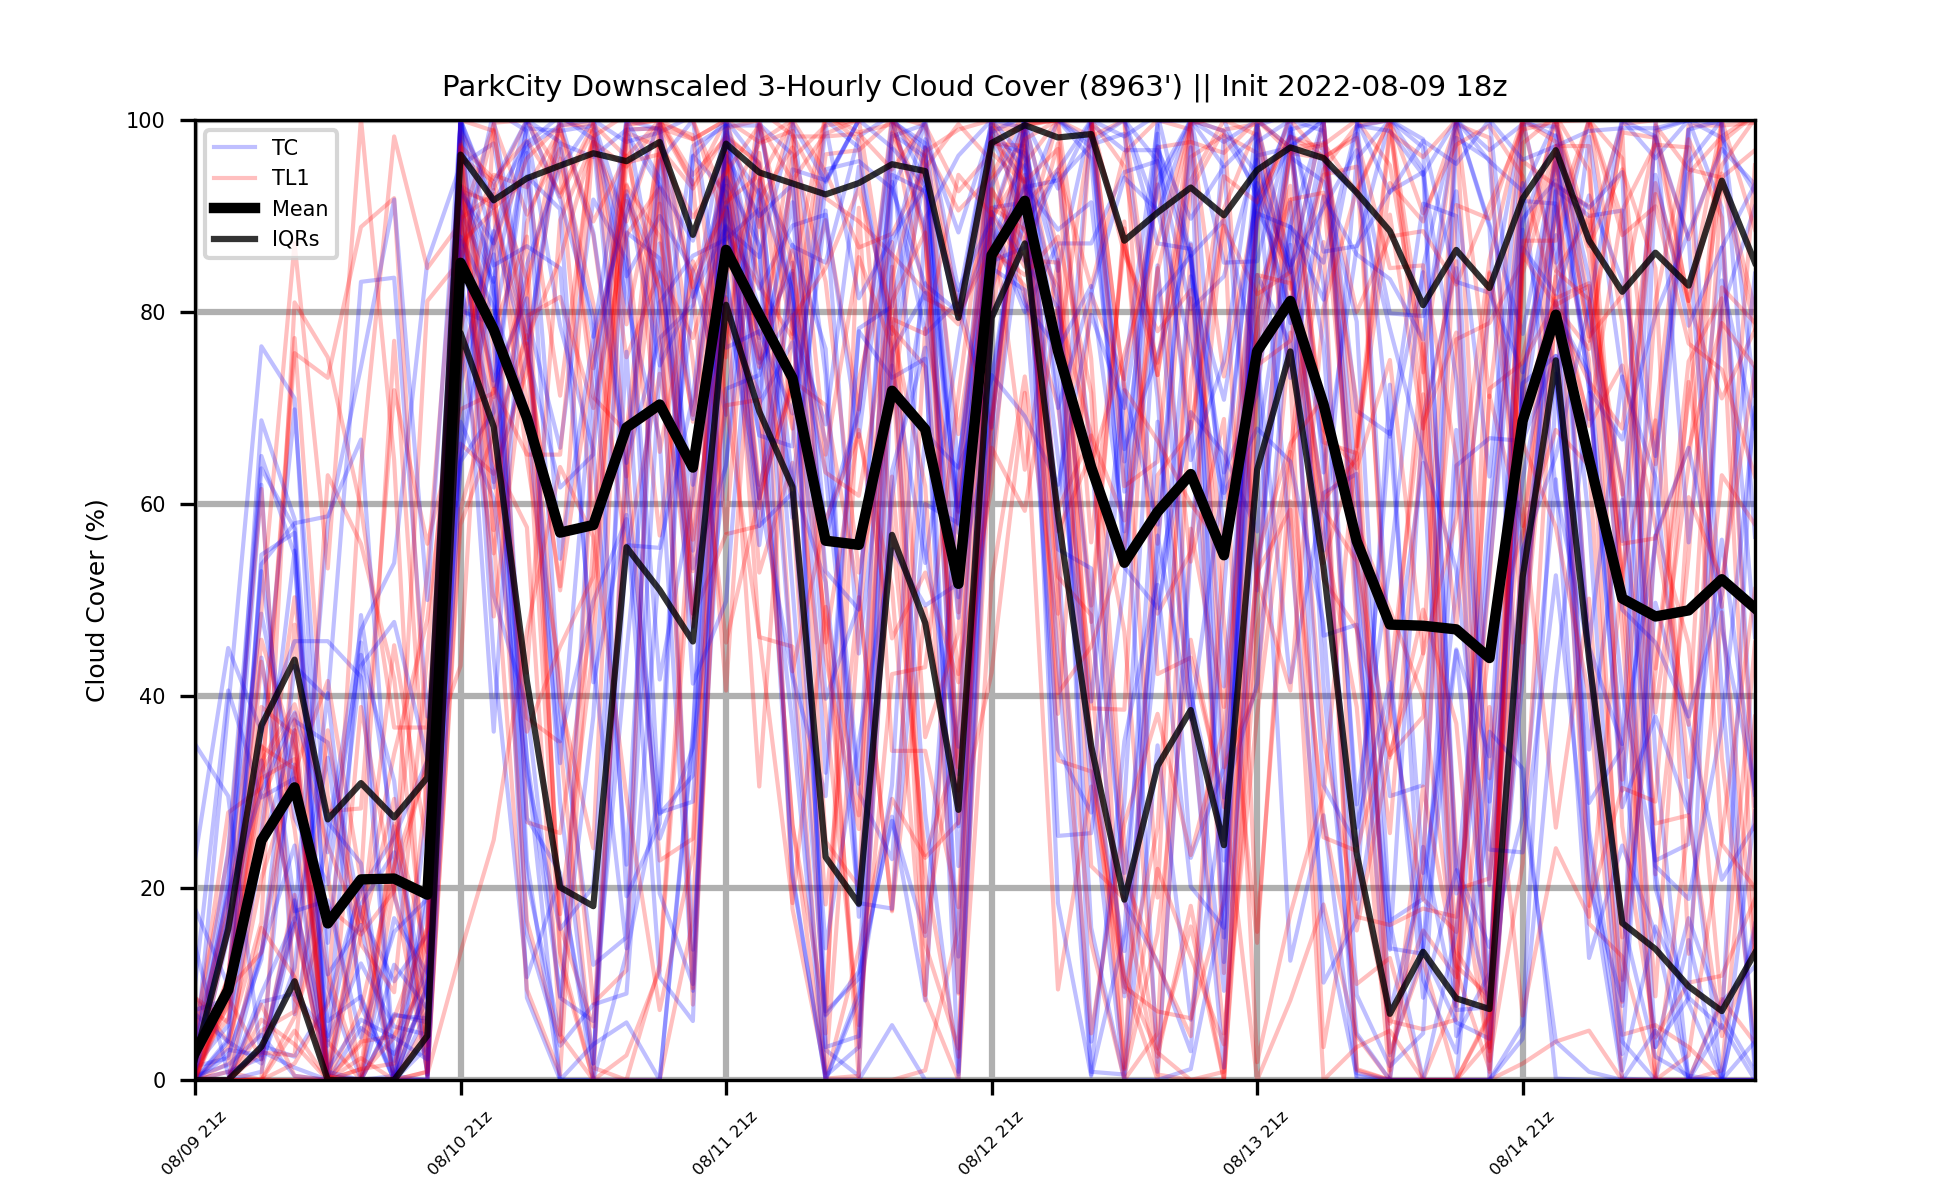 ParkCity Downscaled 3-Hourly Cloud Cover (8963') || Init 2022-08-09 18z
100
80
60
40
20
0
Cloud Cover (%)
TC
TL1
Mean
IQRs
08/09 21z
08/10 21z
08/11 21z
08/12 21z
08/13 21z
08/14 21z